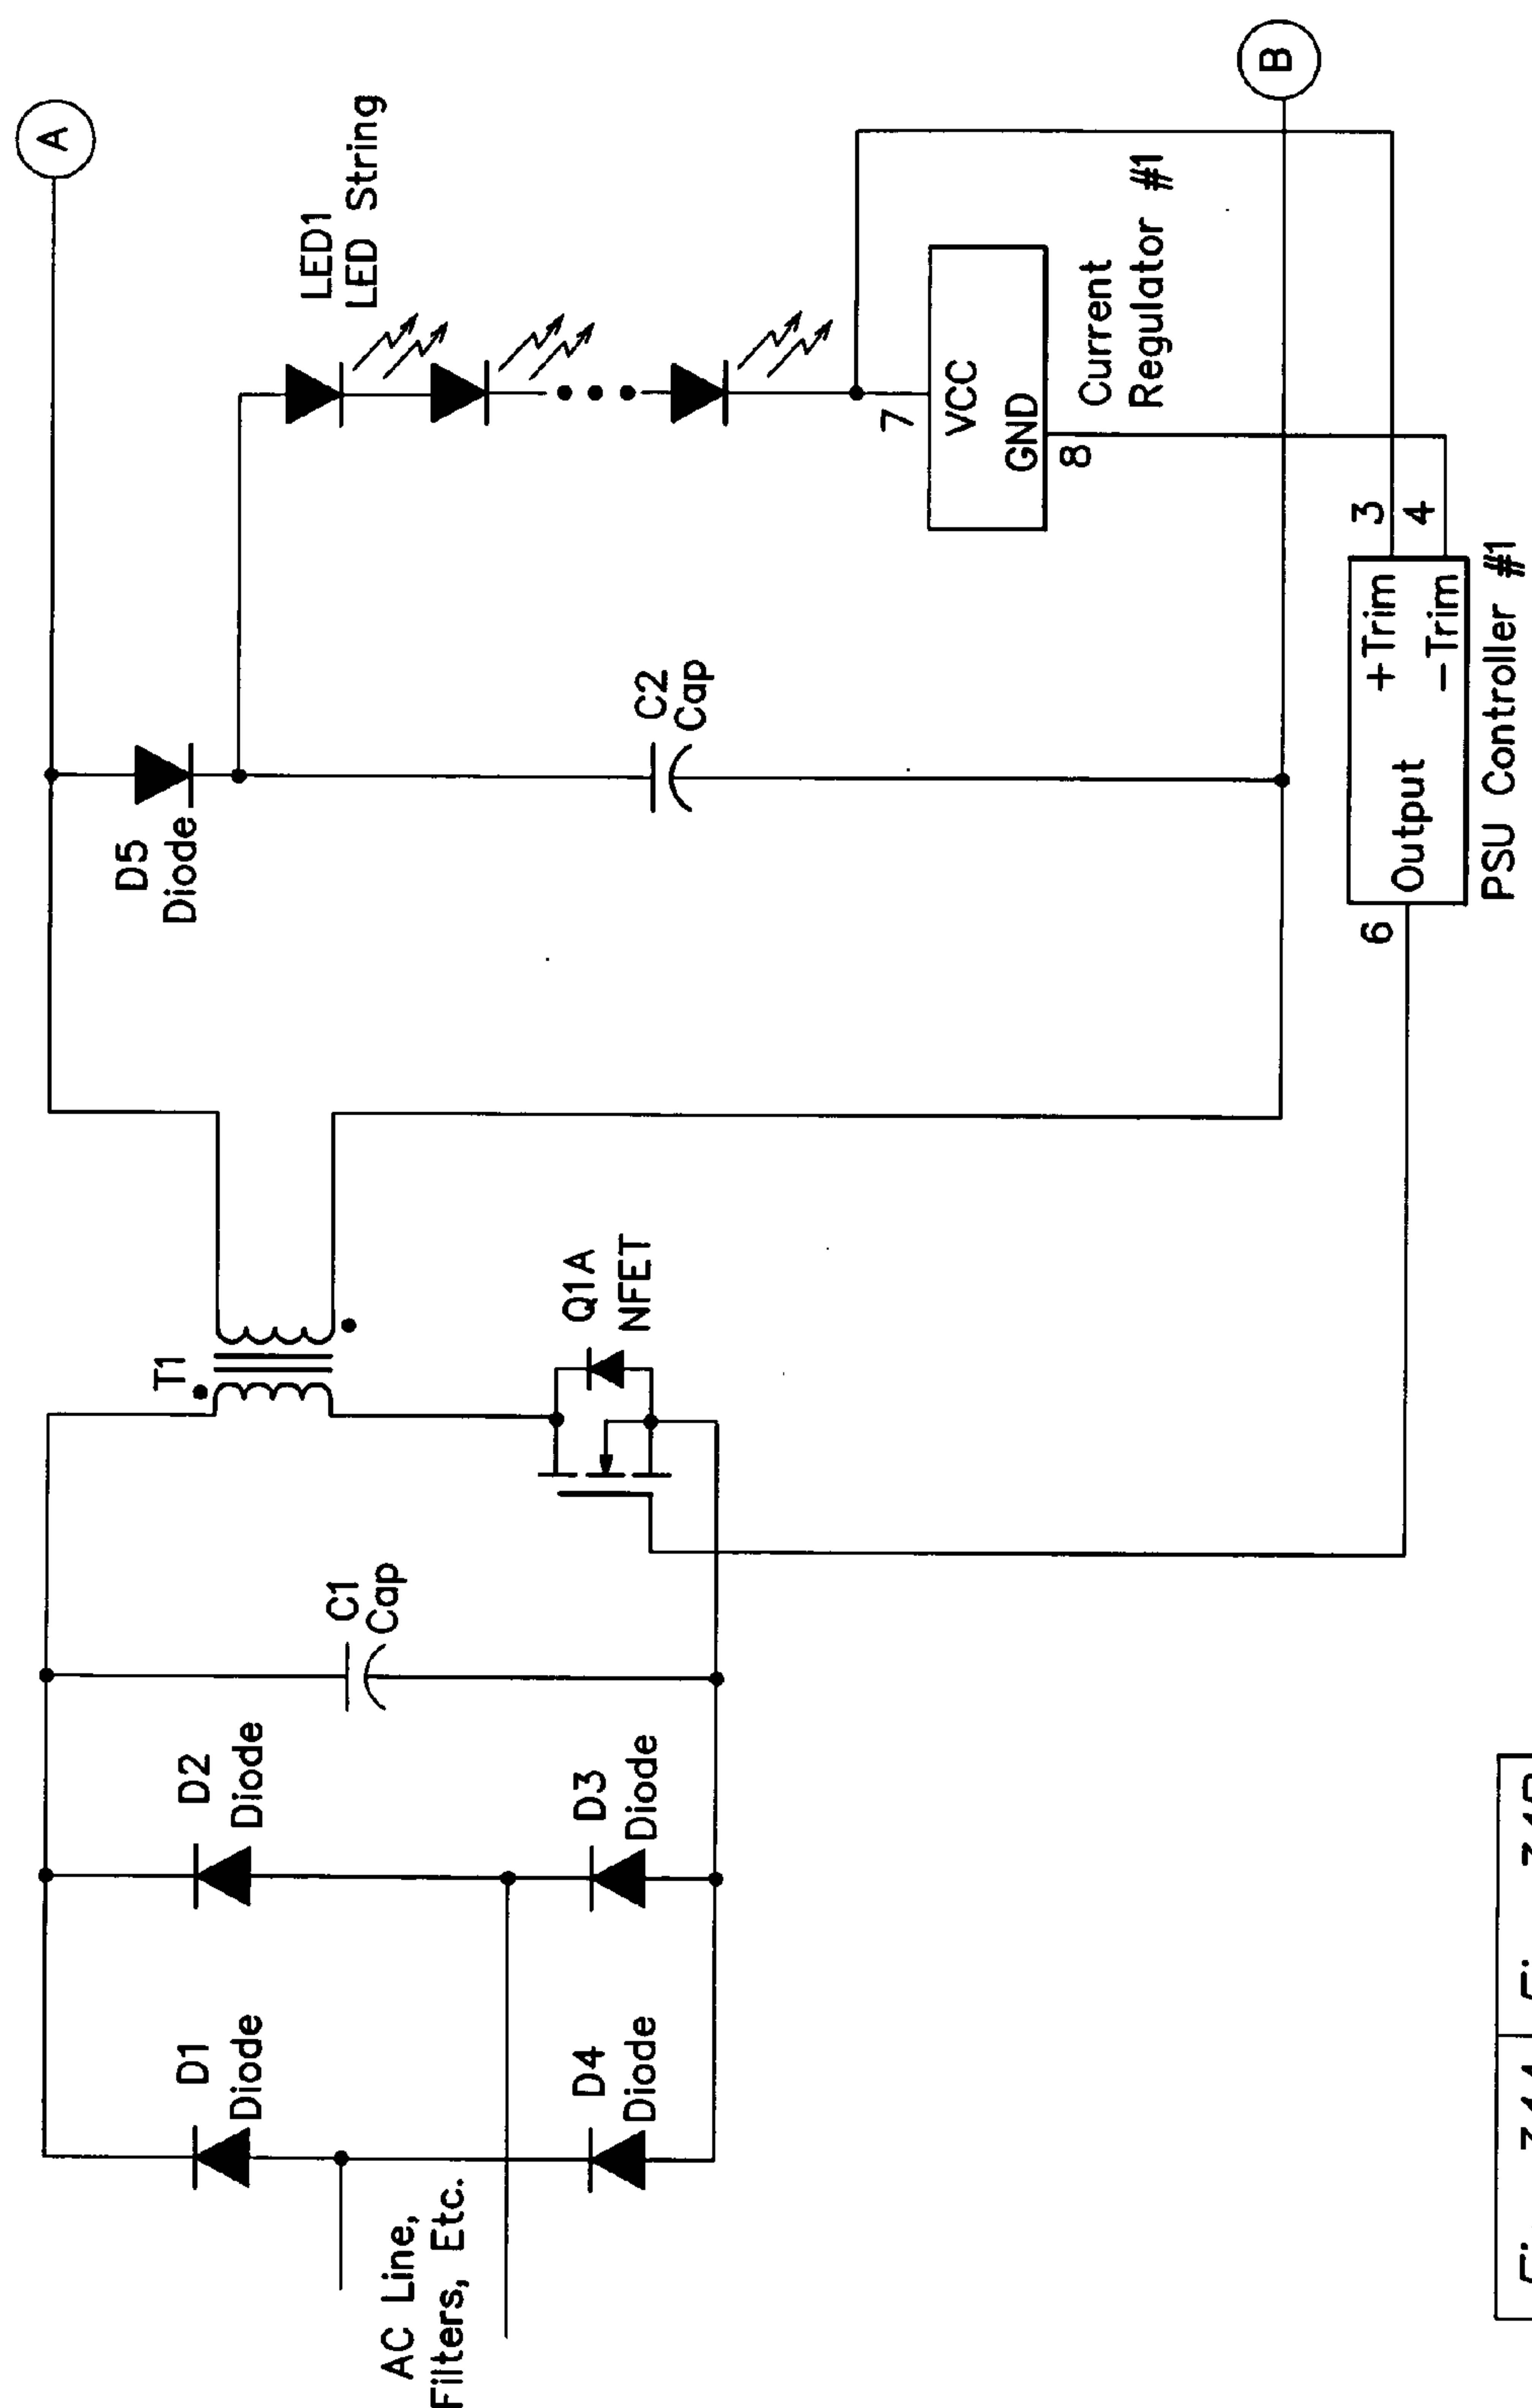 A
T1
D5
Diode
D1
Diode
D2
Diode
C1
Cap
LED1
LED String
AC Line,
Filters, Etc.
Q1A
NFET
D4
Diode
D3
Diode
C2
Cap
7
VCC
GND
8
Current
Regulator #1
B
6
Output
+Trim
3
−Trim
4
PSU Controller #1